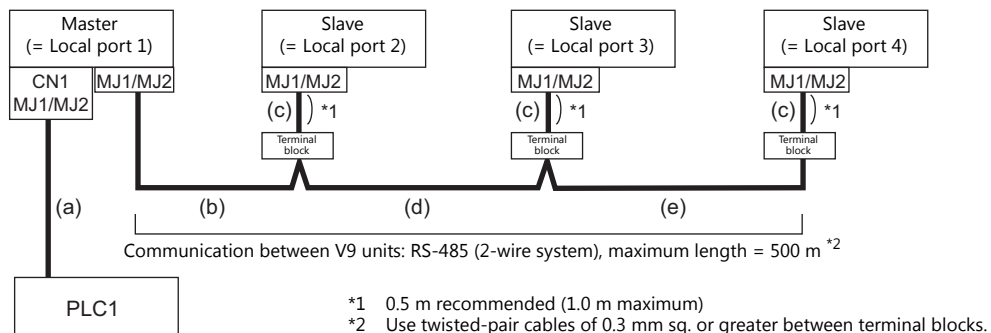 Master
(= Local port 1)
Slave
(= Local port 2)
Slave
(= Local port 3)
Slave
(= Local port 4)
CN1
MJ1/MJ2
MJ1/MJ2
MJ1/MJ2
MJ1/MJ2
MJ1/MJ2
(c)
*1
(c)
*1
(c)
*1
Terminal
block
Terminal
block
Terminal
block
(a)
(b)
(d)
(e)
Communication between V9 units: RS-485 (2-wire system), maximum length = 500 m *2
PLC1
*1 0.5 m recommended (1.0 m maximum)
*2 Use twisted-pair cables of 0.3 mm sq. or greater between terminal blocks.